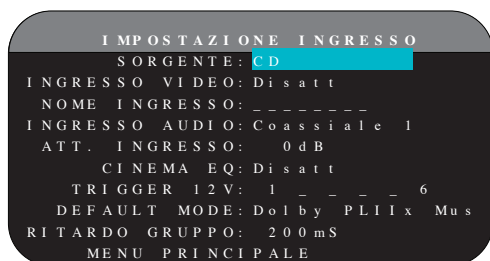 IMPOSTAZIONE INGRESSO
SORGENTE: CD
INGRESSO VIDEO: Disatt
NOME INGRESSO: _ _ _ _ _ _ _ _
INGRESSO AUDIO: Coassiale 1
ATT. INGRESSO: 0dB
CINEMA EQ: Disatt
TRIGGER 12V: 1 _ _ _ _ 6
DEFAULT MODE: Dolby PLIIx Mus
RITARDO GRUPPO: 200mS
MENU PRINCIPALE